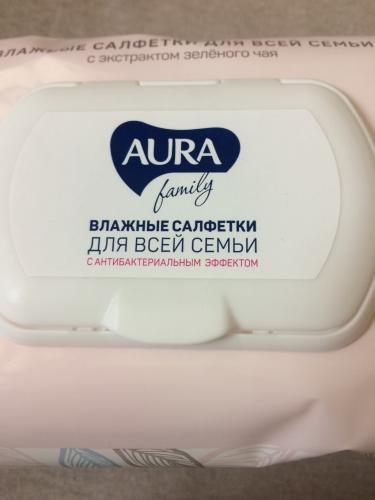 ВЛАЖНЫЕ САЛФЕТКИ ДЛЯ ВСЕЙ СЕМЬИ
с экстрактом зелёного чая
AURA
family
ВЛАЖНЫЕ САЛФЕТКИ
ДЛЯ ВСЕЙ СЕМЬИ
С АНТИБАКТЕРИАЛЬНЫМ ЭФФЕКТОМ